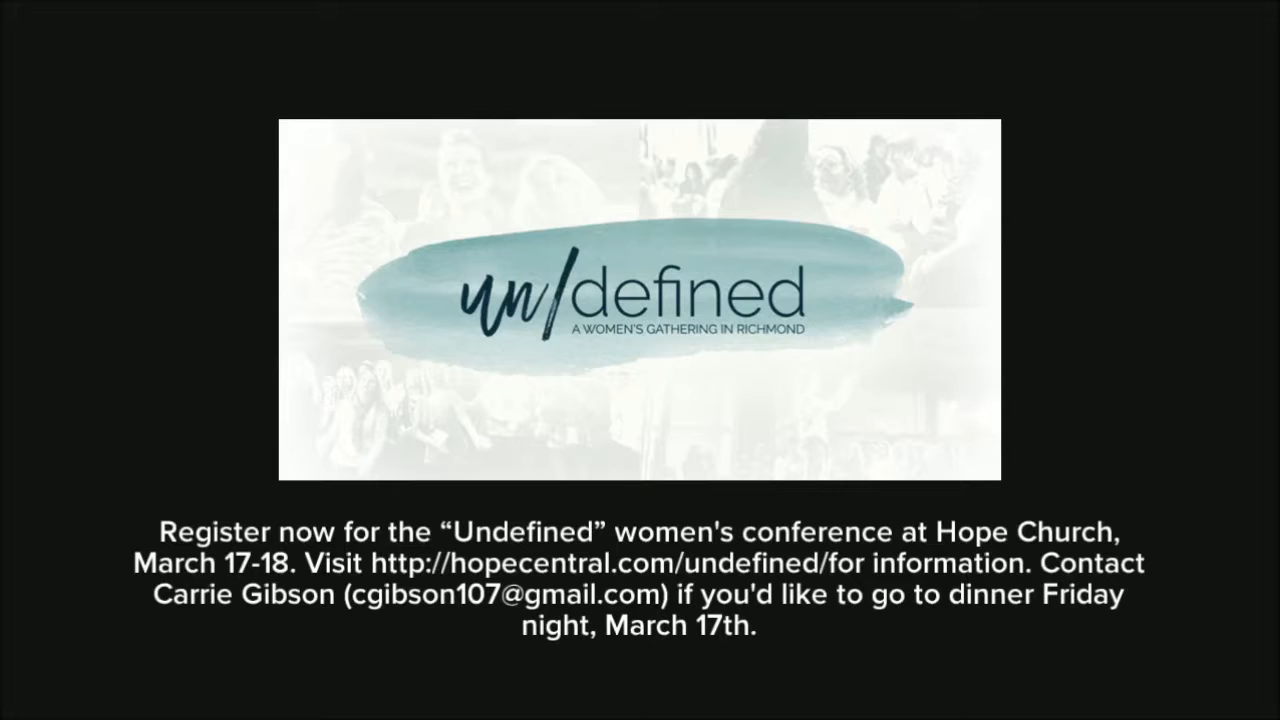 un/defined
A WOMEN'S GATHERING IN RICHMOND
Register now for the “Undefined” women's conference at Hope Church,
March 17-18. Visit http://hopecentral.com/undefined/for information. Contact
Carrie Gibson (cgibson107@gmail.com) if you'd like to go to dinner Friday
night, March 17th.